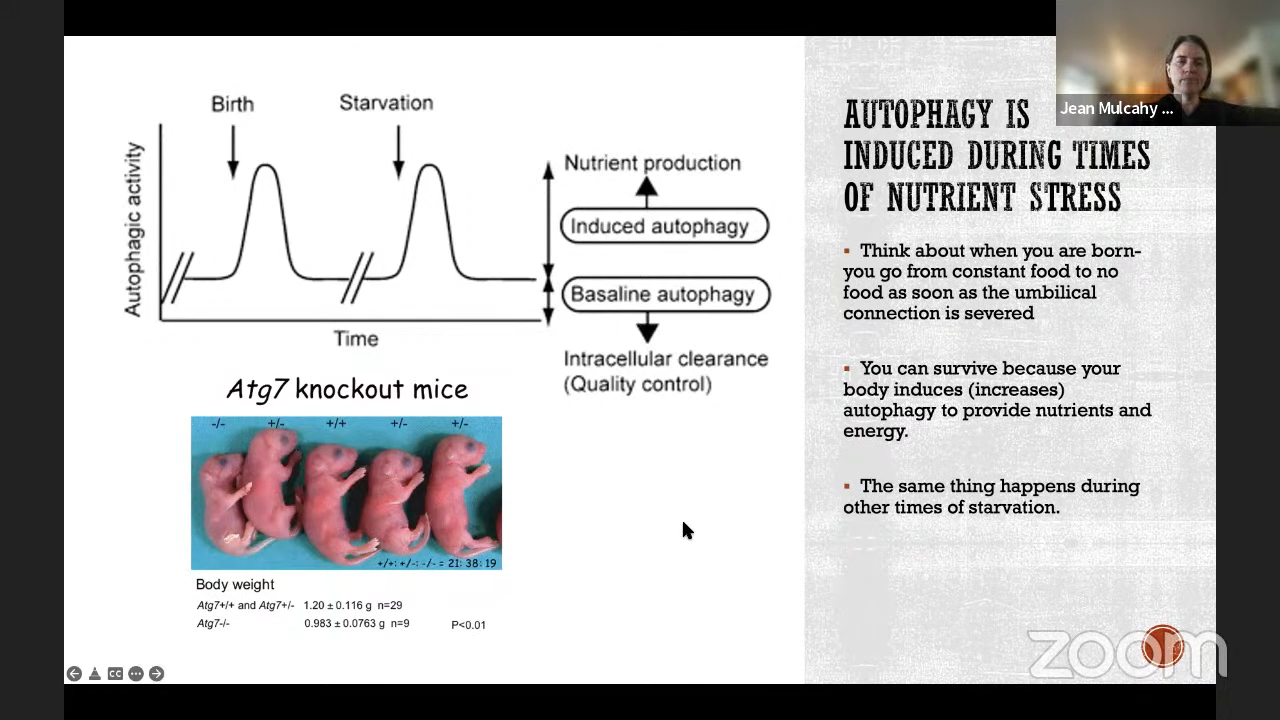 Birth
Starvation
Autophagic activity
Time
Nutrient production
Induced autophagy
Basaline autophagy
Intracellular clearance
(Quality control)
Atg7 knockout mice
-/- +/- +/+ +/- +/-
+/+: +/-: -/- = 21: 38: 19
Body weight
Atg7+/+ and Atg7+/- 1.20 ± 0.116 g n=29
Atg7-/- 0.983 ± 0.0763 g n=9 P<0.01
AUTOPHAGY IS
INDUCED DURING TIMES
OF NUTRIENT STRESS
▪ Think about when you are born-
you go from constant food to no
food as soon as the umbilical
connection is severed
▪ You can survive because your
body induces (increases)
autophagy to provide nutrients and
energy.
▪ The same thing happens during
other times of starvation.
Jean Mulcahy ...
CC
zoom